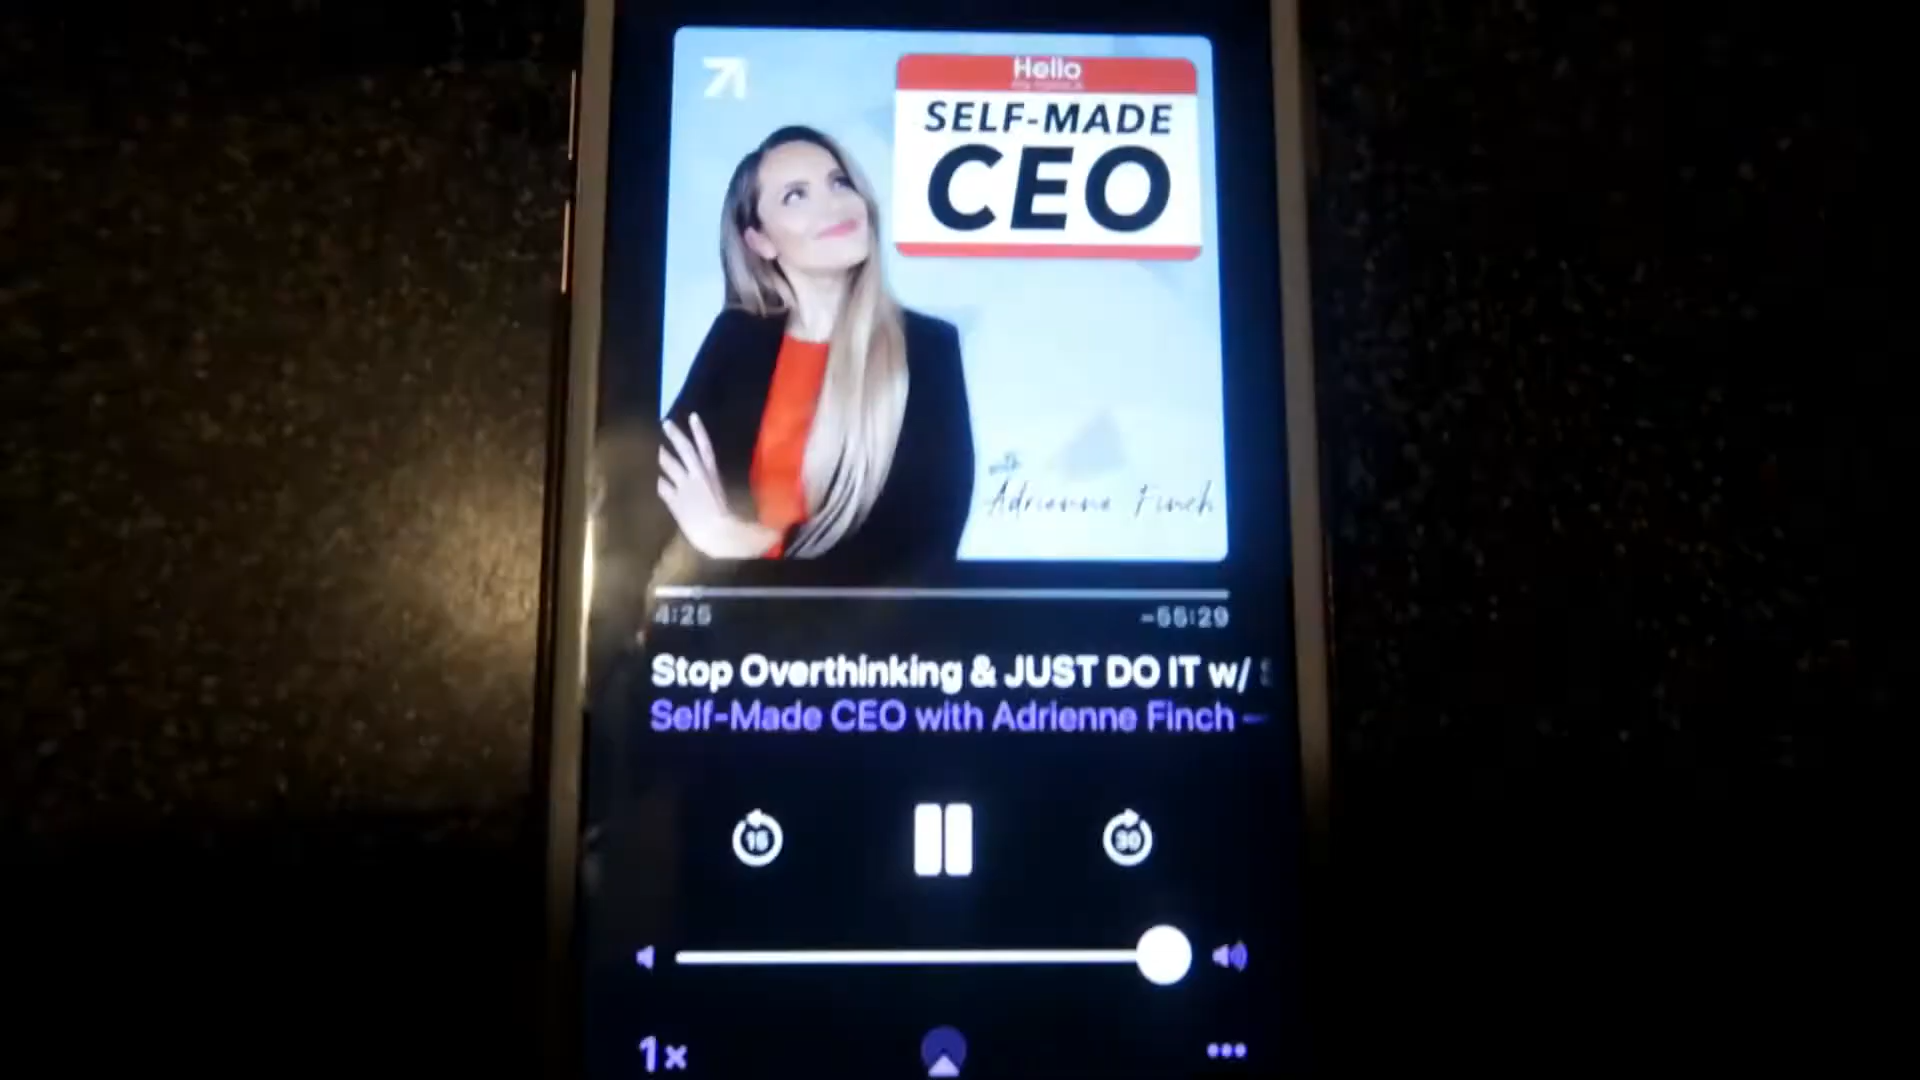 Hello
SELF-MADE
CEO
with
Adrienne Finch
4:25 -55:29
Stop Overthinking & JUST DO IT w/
Self-Made CEO with Adrienne Finch —
15 30
1×